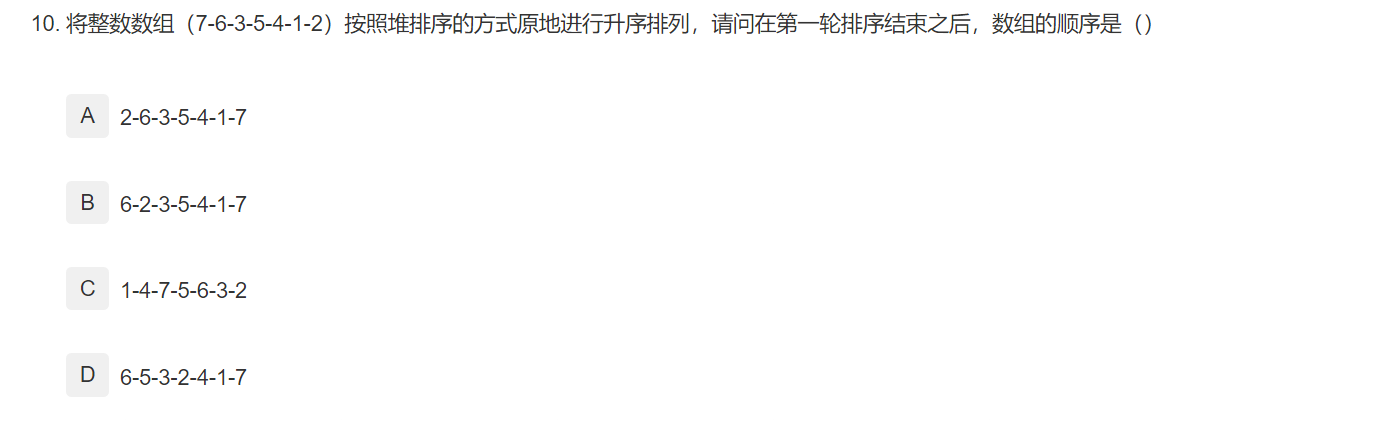 10. 将整数数组（7-6-3-5-4-1-2）按照堆排序的方式原地进行升序排列，请问在第一轮排序结束之后，数组的顺序是（）
A 2-6-3-5-4-1-7
B 6-2-3-5-4-1-7
C 1-4-7-5-6-3-2
D 6-5-3-2-4-1-7